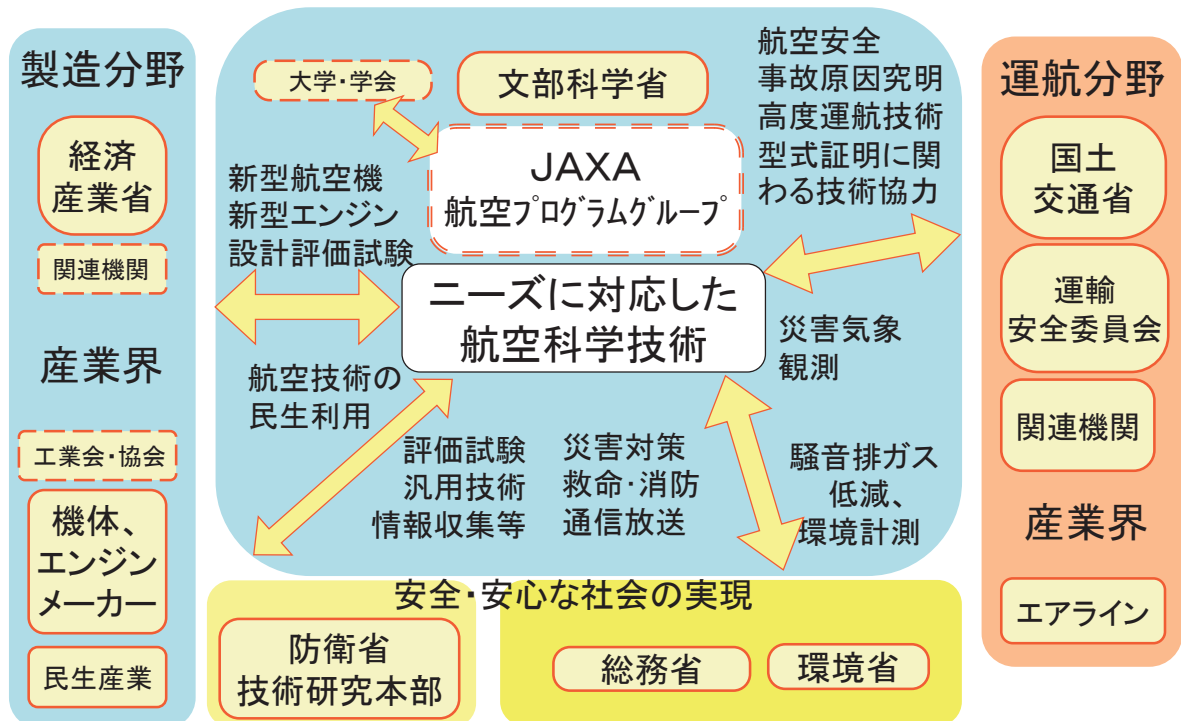 製造分野
経済
産業省
関連機関
産業界
工業会・協会
機体、
エンジン
メーカー
民生産業
大学・学会
文部科学省
JAXA
航空プログラムグループ
新型航空機
新型エンジン
設計評価試験
航空安全
事故原因究明
高度運航技術
型式証明に関
わる技術協力
ニーズに対応した
航空科学技術
航空技術の
民生利用
災害気象
観測
評価試験
汎用技術
情報収集等
災害対策
救命・消防
通信放送
騒音排ガス
低減、
環境計測
安全・安心な社会の実現
防衛省
技術研究本部
総務省
環境省
運航分野
国土
交通省
運輸
安全委員会
関連機関
産業界
エアライン